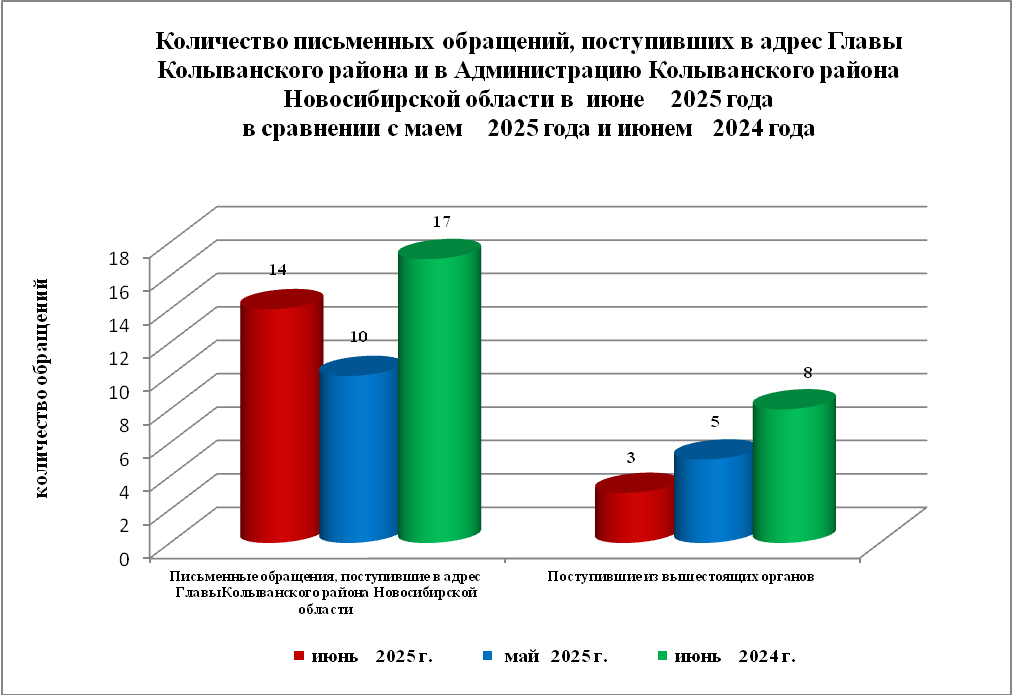 Количество письменных обращений, поступивших в адрес Главы
Колыванского района и в Администрацию Колыванского района
Новосибирской области в июне 2025 года
в сравнении с маем 2025 года и июнем 2024 года
количество обращений
18
16
14
12
10
8
6
4
2
0
14
10
17
3
5
8
Письменные обращения, поступившие в адрес
ГлавыКолыванского района Новосибирской
области
Поступившие из вышестоящих органов
июнь 2025 г.
май 2025 г.
июнь 2024 г.